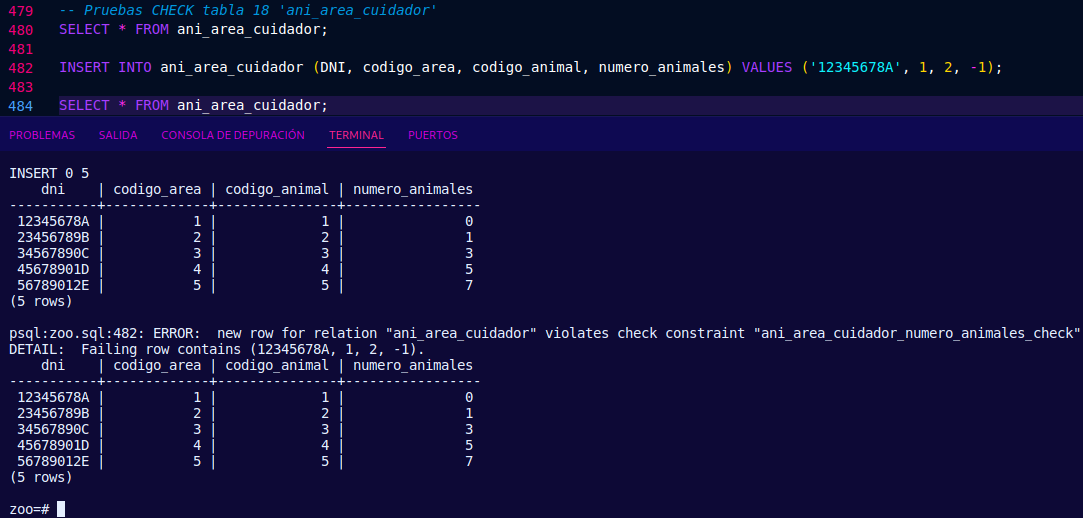 479 -- Pruebas CHECK tabla 18 'ani_area_cuidador'
480 SELECT * FROM ani_area_cuidador;
481
482 INSERT INTO ani_area_cuidador (DNI, codigo_area, codigo_animal, numero_animales) VALUES ('12345678A', 1, 2, -1);
483
484 SELECT * FROM ani_area_cuidador;
PROBLEMAS SALIDA CONSOLA DE DEPURACIÓN TERMINAL PUERTOS
INSERT 0 5
    dni    | codigo_area | codigo_animal | numero_animales
-----------+-------------+---------------+-----------------
 12345678A |           1 |             1 |               0
 23456789B |           2 |             2 |               1
 34567890C |           3 |             3 |               3
 45678901D |           4 |             4 |               5
 56789012E |           5 |             5 |               7
(5 rows)
psql:zoo.sql:482: ERROR:  new row for relation "ani_area_cuidador" violates check constraint "ani_area_cuidador_numero_animales_check"
DETAIL:  Failing row contains (12345678A, 1, 2, -1).
    dni    | codigo_area | codigo_animal | numero_animales
-----------+-------------+---------------+-----------------
 12345678A |           1 |             1 |               0
 23456789B |           2 |             2 |               1
 34567890C |           3 |             3 |               3
 45678901D |           4 |             4 |               5
 56789012E |           5 |             5 |               7
(5 rows)
zoo=#